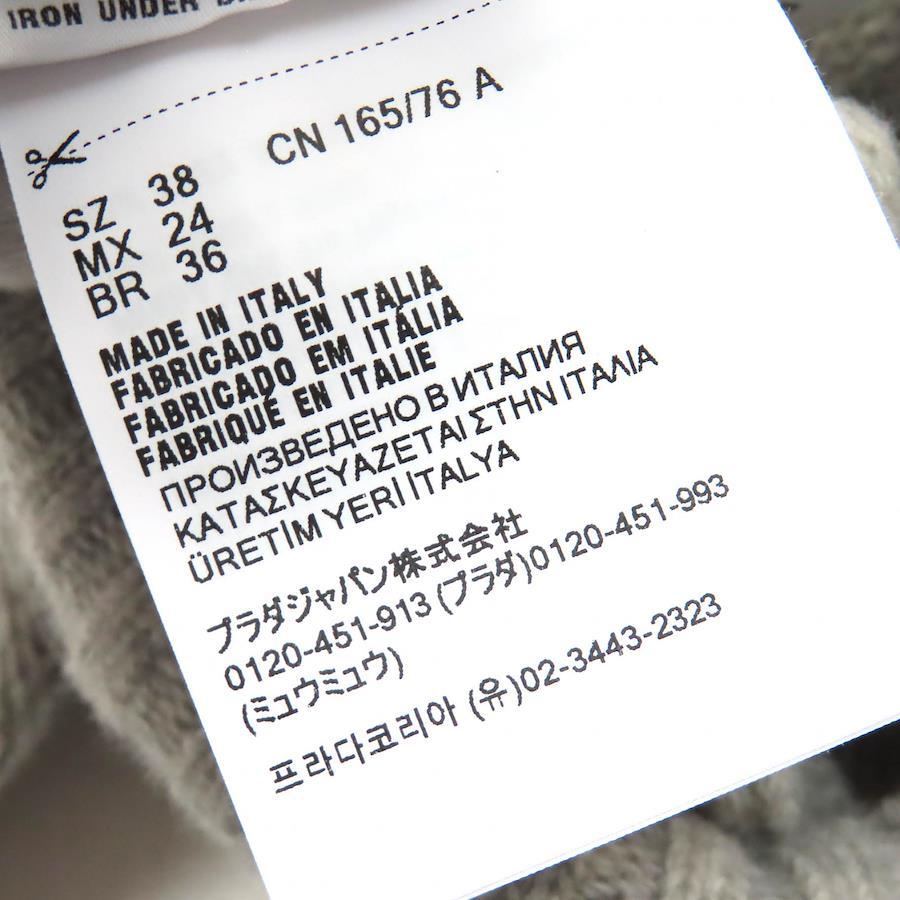 IRON UNDER
CN 165/76 A
SZ 38
MX 24
BR 36
MADE IN ITALY
FABRICADO EN ITALIA
FABRICADO EM ITÁLIA
FABRIQUÉ EN ITALIE
ПРОИЗВЕДЕНО В ИТАЛИЯ
ΚΑΤΑΣΚΕΥΑΖΕΤΑΙ ΣΤΗΝ ΙΤΑΛΙΑ
ÜRETİM YERİ İTALYA
プラダジャパン株式会社
0120-451-913 (プラダ)0120-451-993
(ミュウミュウ)
프라다코리아 (유)02-3443-2323